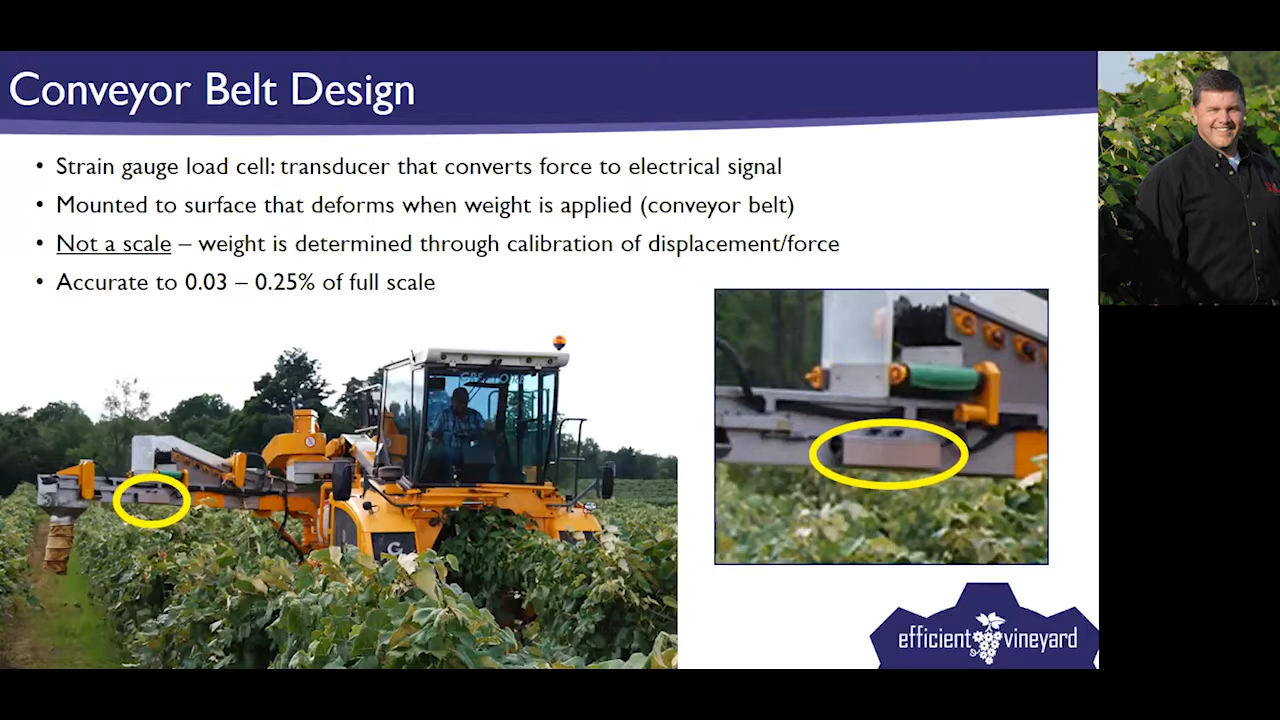 Conveyor Belt Design
• Strain gauge load cell: transducer that converts force to electrical signal
• Mounted to surface that deforms when weight is applied (conveyor belt)
• Not a scale – weight is determined through calibration of displacement/force
• Accurate to 0.03 – 0.25% of full scale
G
efficient vineyard